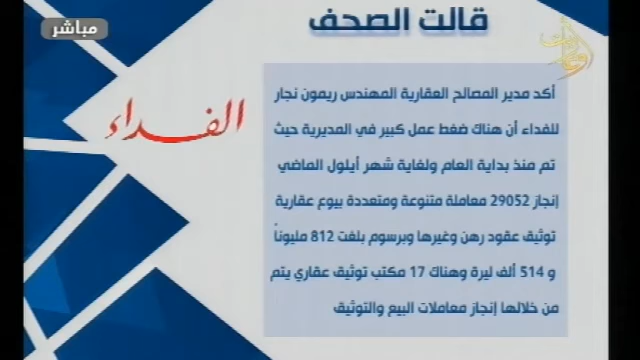 قالت الصحف
مباشر
الفداء
أكد مدير المصالح العقارية المهندس ريمون نجار
للفداء أن هناك ضغط عمل كبير في المديرية حيث
تم منذ بداية العام ولغاية شهر أيلول الماضي
إنجاز 29052 معاملة متنوعة ومتعددة بيوع عقارية
توثيق عقود رهن وغيرها وبرسوم بلغت 812 مليوناً
و 514 ألف ليرة وهناك 17 مكتب توثيق عقاري يتم
من خلالها إنجاز معاملات البيع والتوثيق